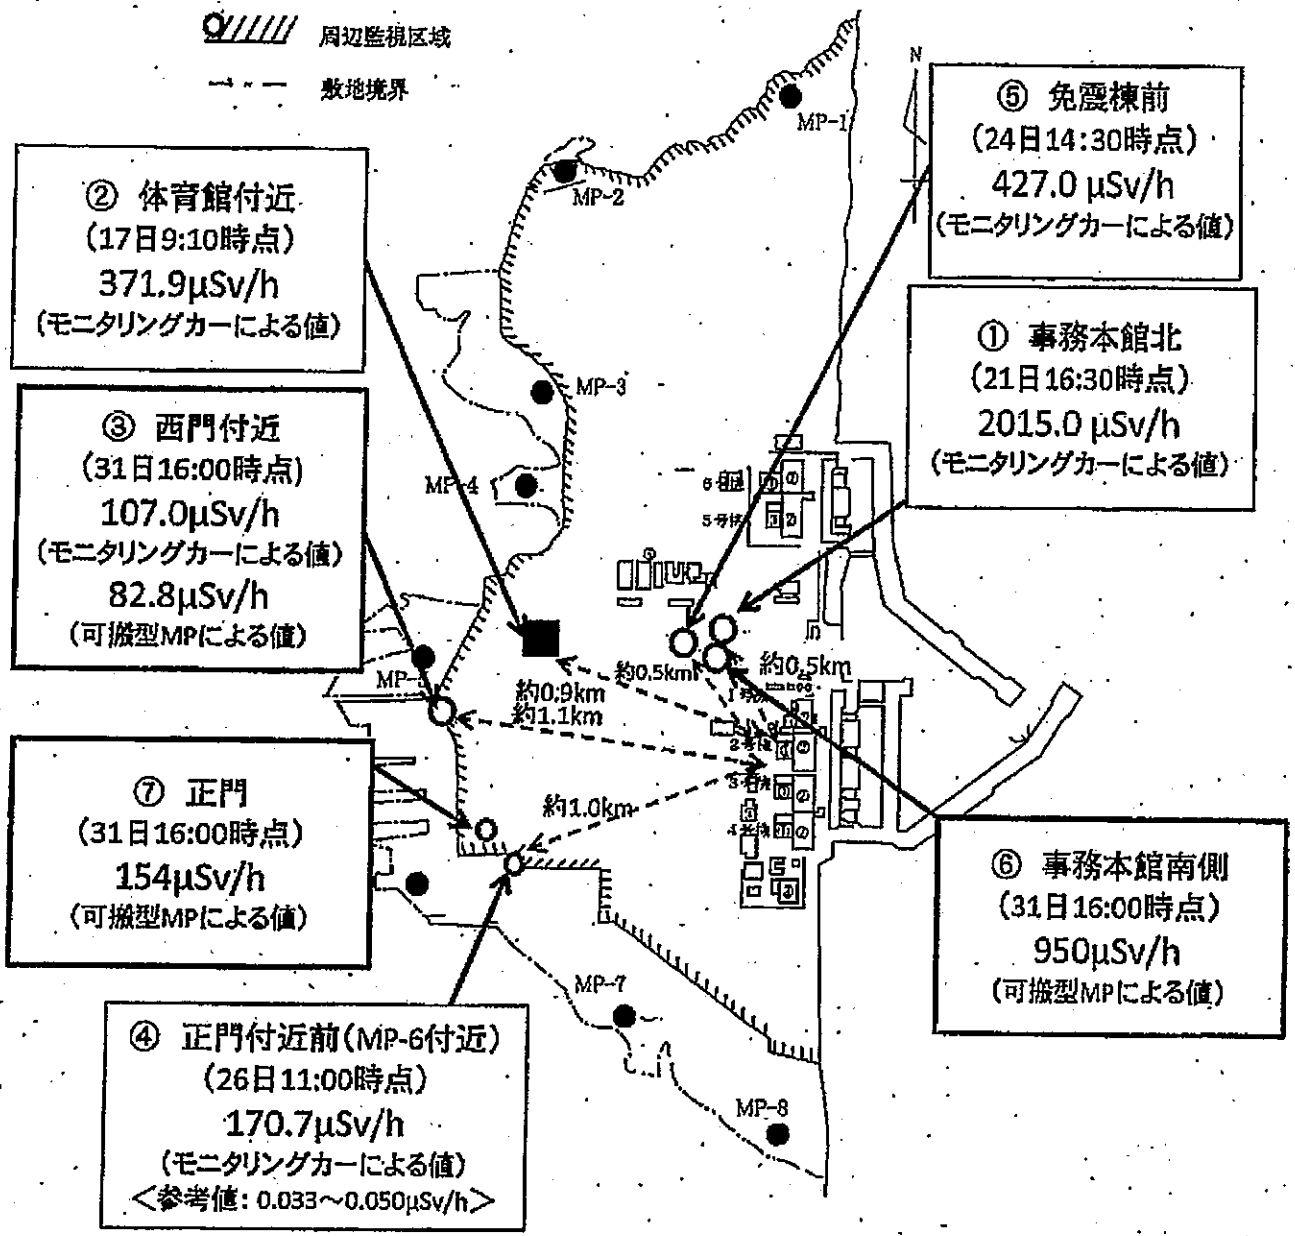 周辺監視区域
敷地境界
N
MP-1
MP-2
MP-3
MP-4
MP-7
MP-8
⑤ 免震棟前
(24日14:30時点)
427.0 μSv/h
(モニタリングカーによる値)
② 体育館付近
(17日9:10時点)
371.9μSv/h
(モニタリングカーによる値)
① 事務本館北
(21日16:30時点)
2015.0 μSv/h
(モニタリングカーによる値)
③ 西門付近
(31日16:00時点)
107.0μSv/h
(モニタリングカーによる値)
82.8μSv/h
(可搬型MPによる値)
5号機
約0.5km
約0.5km
約0.9km
約1.1km
約1.0km
2号機
3号機
4号機
⑦ 正門
(31日16:00時点)
154μSv/h
(可搬型MPによる値)
⑥ 事務本館南側
(31日16:00時点)
950μSv/h
(可搬型MPによる値)
④ 正門付近前(MP-6付近)
(26日11:00時点)
170.7μSv/h
(モニタリングカーによる値)
<参考値: 0.033～0.050μSv/h>